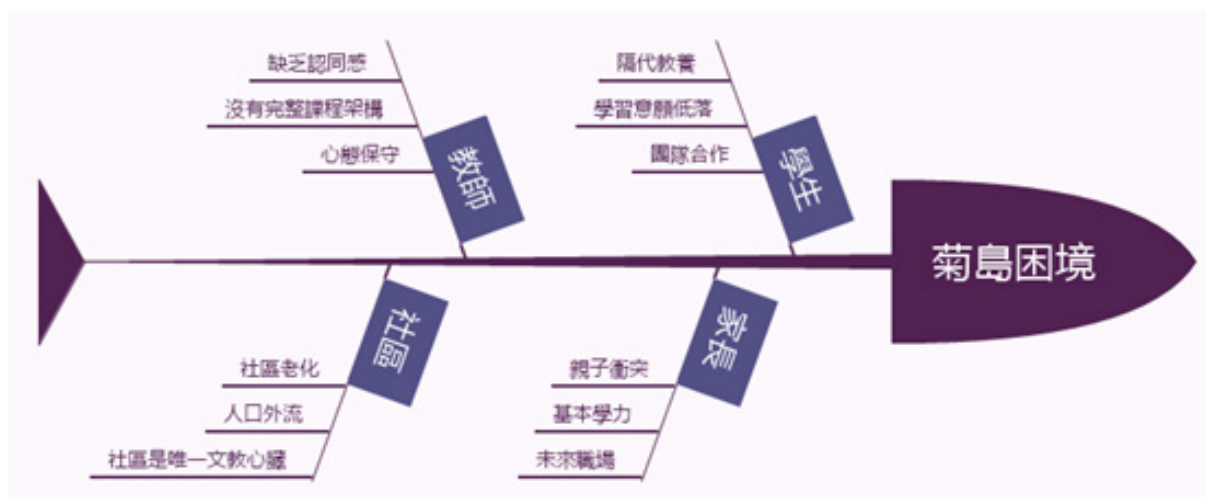 缺乏認同感
沒有完整課程架構
心態保守
教師
隔代教養
學習意願低落
團隊合作
學生
菊島困境
社區
社區老化
人口外流
社區是唯一文教心臟
家長
親子衝突
基本學力
未來職場